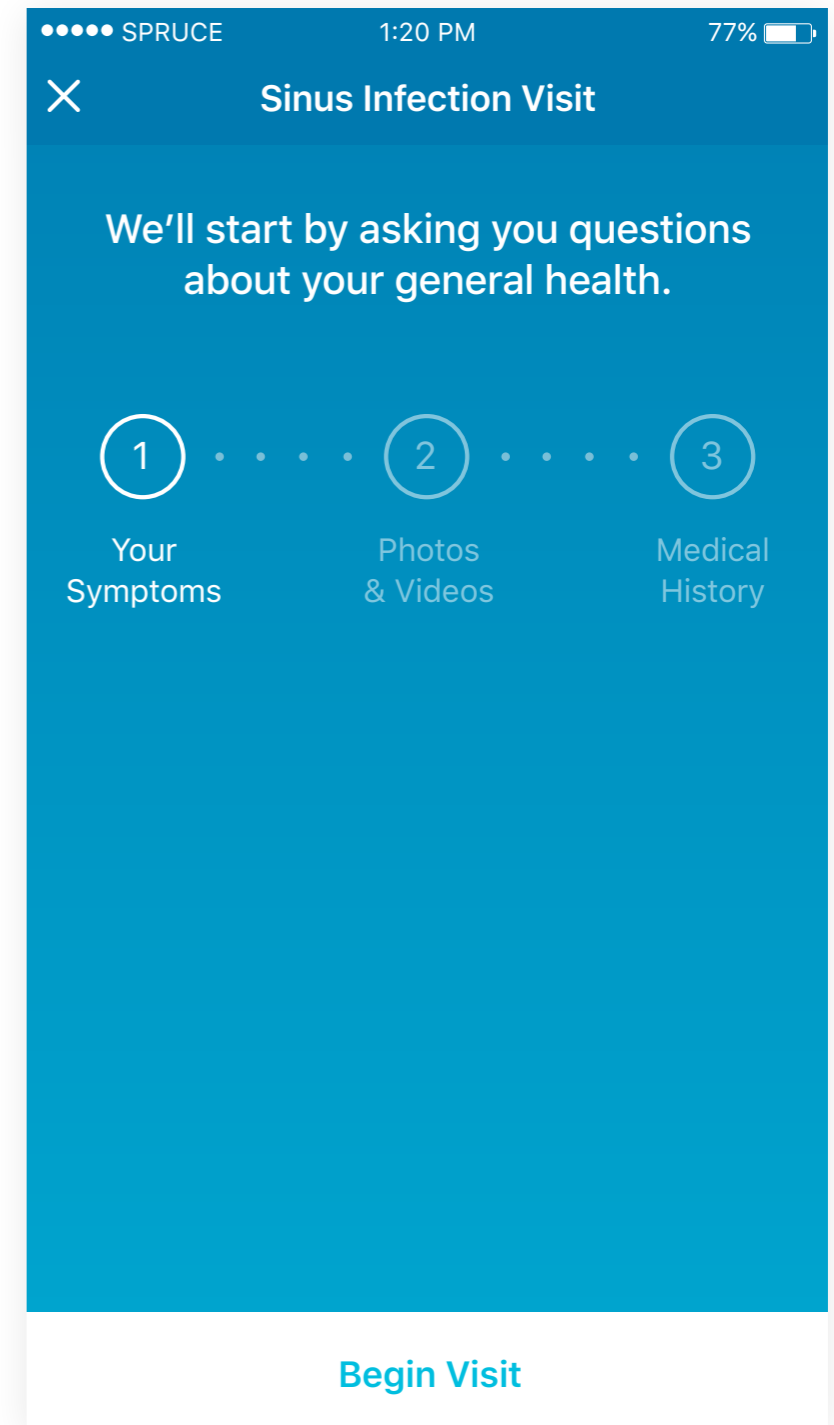 SPRUCE 1:20 PM 77%
Sinus Infection Visit
We’ll start by asking you questions
about your general health.
1 2 3
Your Photos Medical
Symptoms & Videos History
Begin Visit